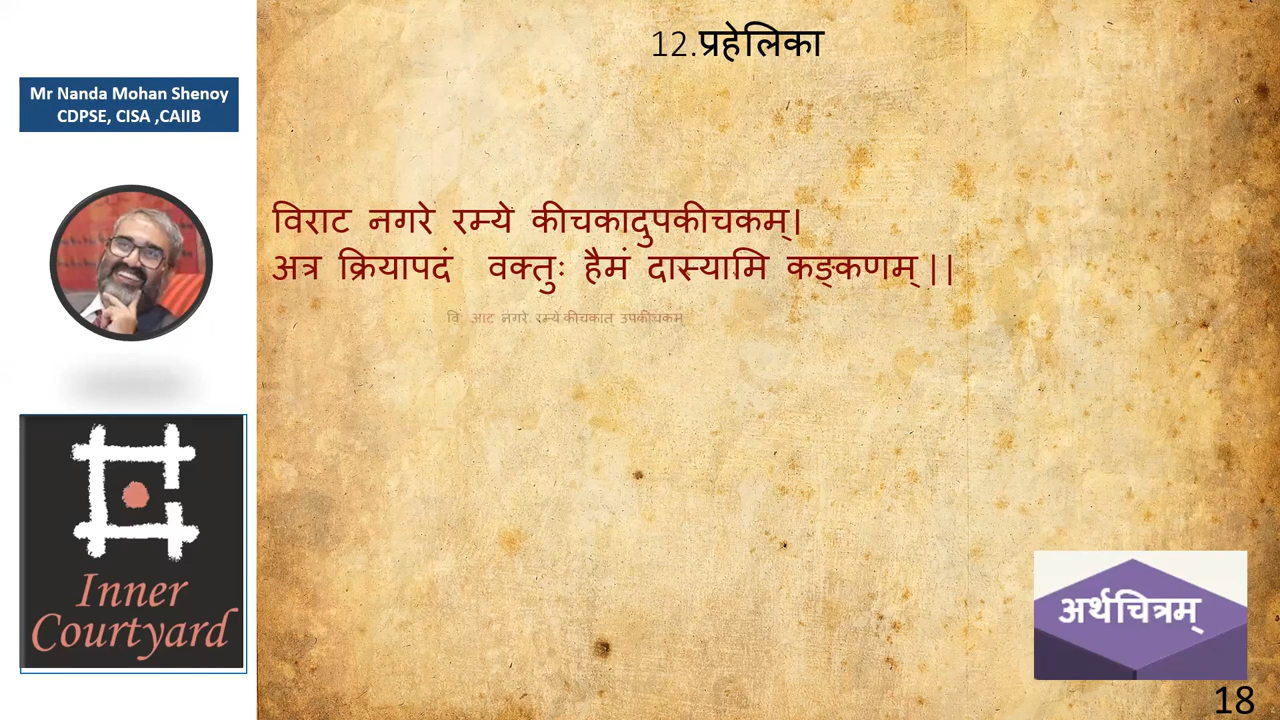 12.प्रहेलिका
Mr Nanda Mohan Shenoy
CDPSE, CISA ,CAIIB
विराट नगरे रम्ये कीचकादुपकीचकम्।
अत्र क्रियापदं वक्तुः हैमं दास्यामि कङ्कणम्||
वि आट नगरे रम्ये कीचकात उपकीचकम्
Inner
Courtyard
अर्थचित्रम्
18